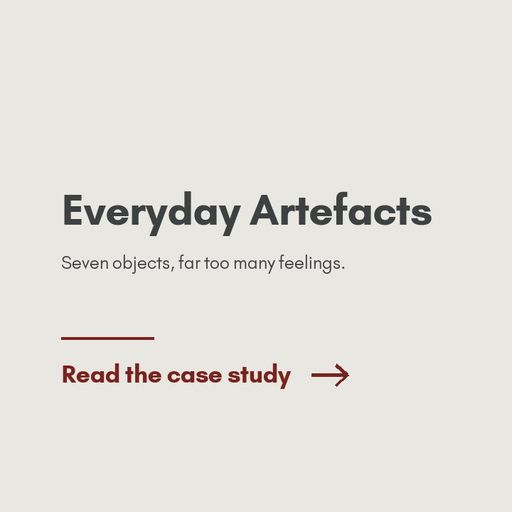 Everyday Artefacts
Seven objects, far too many feelings.
Read the case study